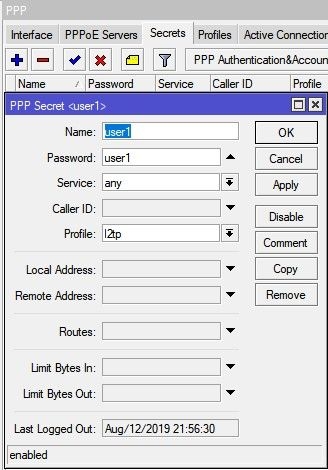 PPP
Interface PPPoE Servers Secrets Profiles Active Connection
PPP Authentication&Accoun
Name Password Service Caller ID Profile
PPP Secret <user1>
Name: user1 OK
Password: user1 Cancel
Service: any Apply
Caller ID:
Profile: l2tp Disable
Comment
Local Address: Copy
Remote Address: Remove
Routes:
Limit Bytes In:
Limit Bytes Out:
Last Logged Out: Aug/12/2019 21:56:30
enabled